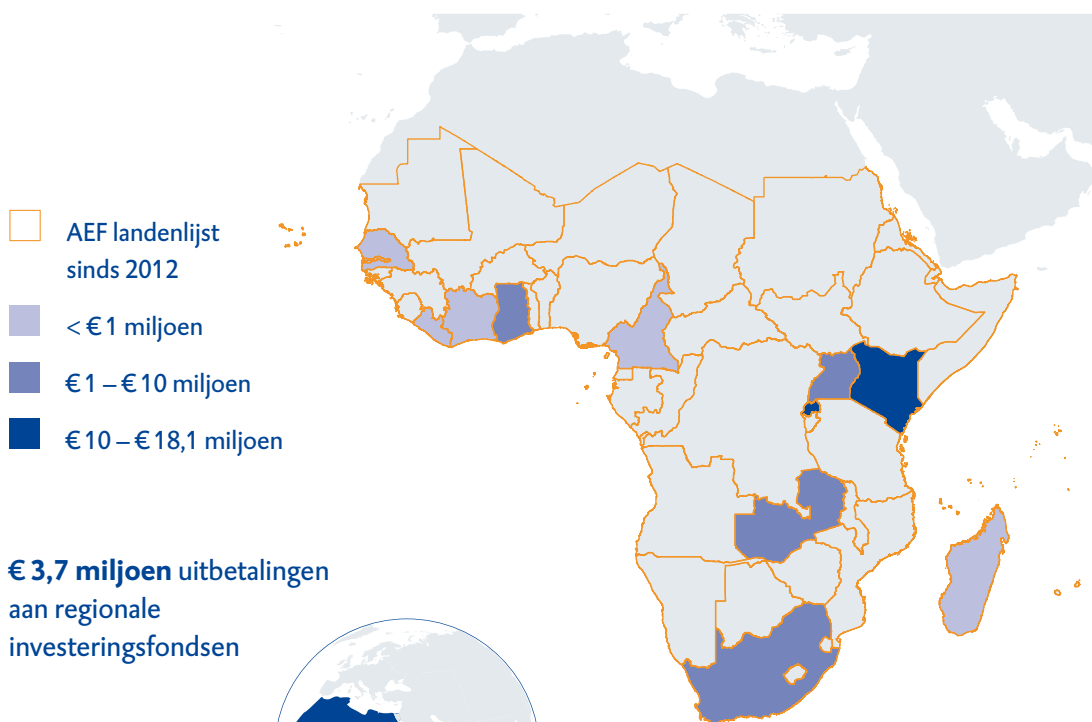 AEF landenlijst
sinds 2012
< € 1 miljoen
€ 1 – € 10 miljoen
€ 10 – € 18,1 miljoen
€ 3,7 miljoen uitbetalingen
aan regionale
investeringsfondsen